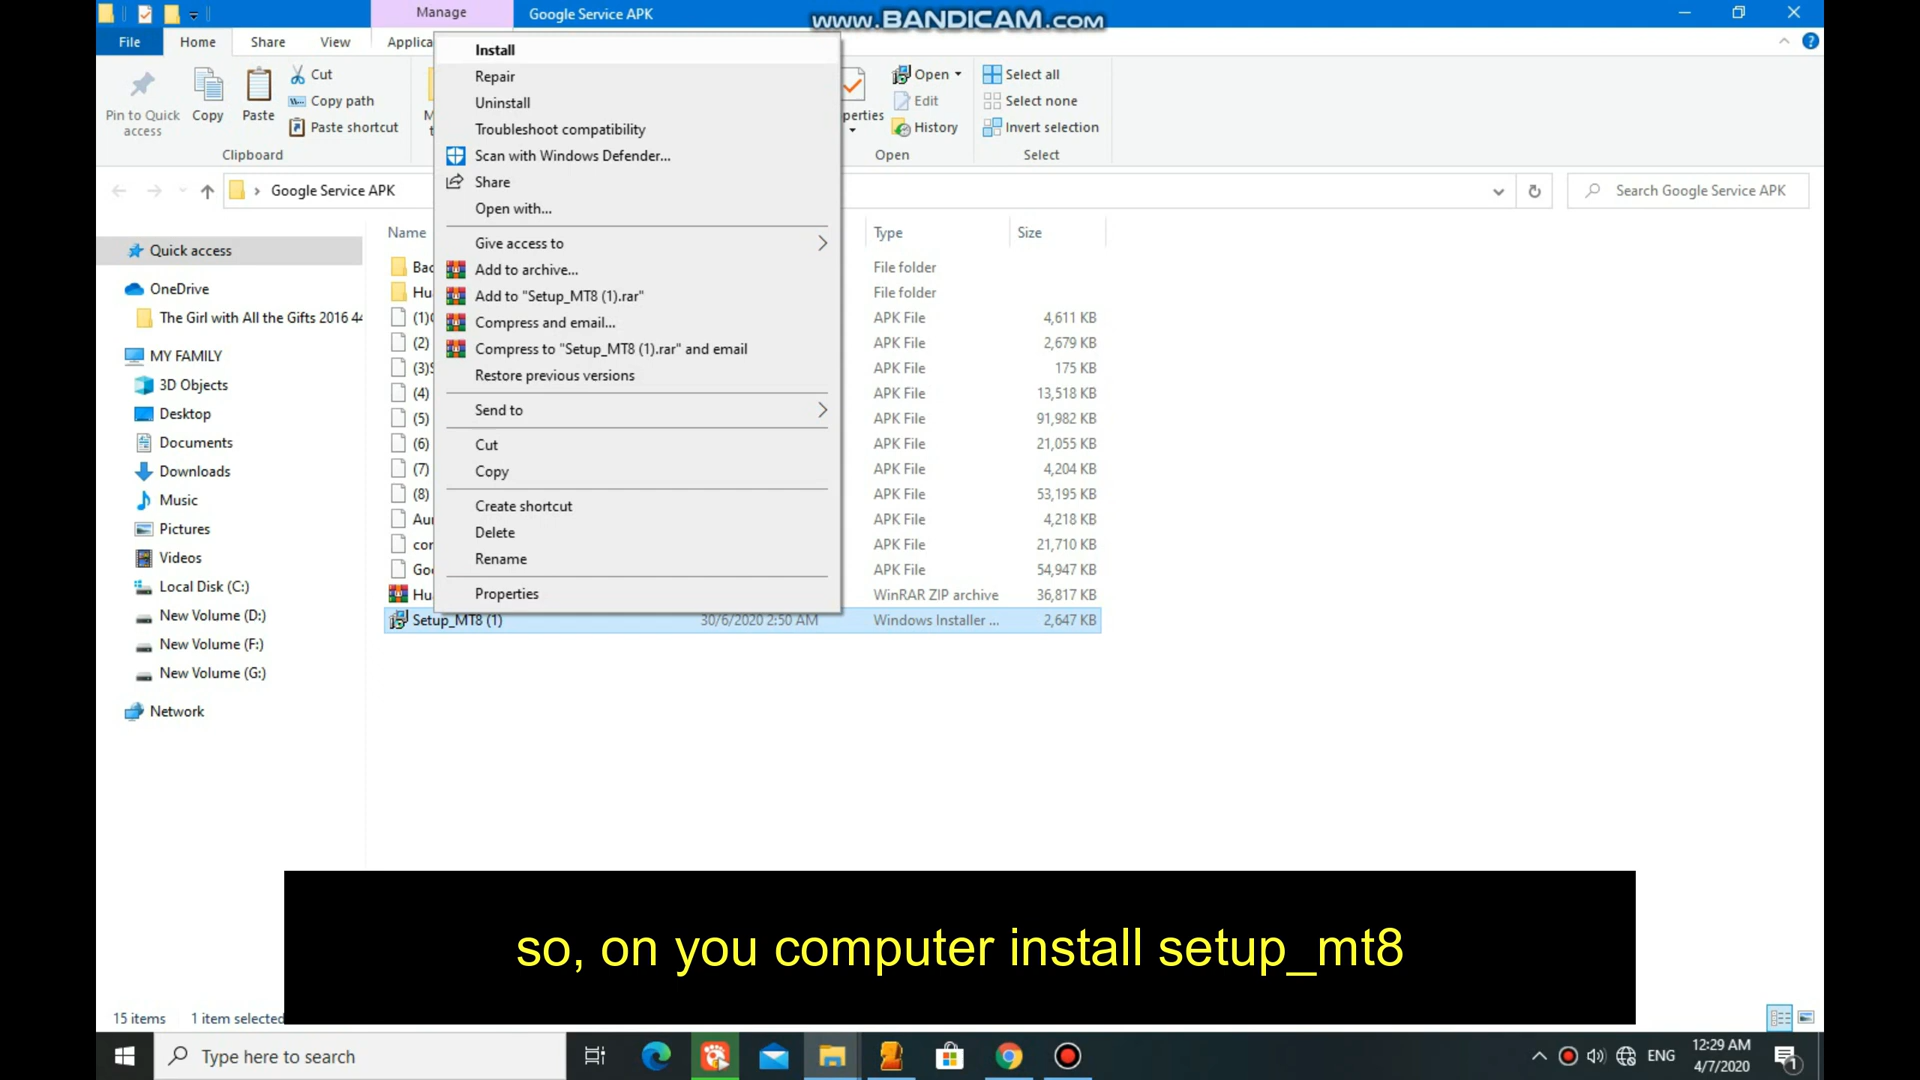 Manage
Google Service APK
www.BANDICAM.com
File
Home
Share
View
Applica
Install
Repair
Uninstall
Troubleshoot compatibility
Scan with Windows Defender...
Share
Open with...
Give access to
Add to archive...
Add to "Setup_MT8 (1).rar"
Compress and email...
Compress to "Setup_MT8 (1).rar" and email
Restore previous versions
Send to
Cut
Copy
Create shortcut
Delete
Rename
Properties
Pin to Quick
access
Copy
Paste
Cut
Copy path
Paste shortcut
Clipboard
M
t
perties
Open
Edit
History
Open
Select all
Select none
Invert selection
Select
Google Service APK
Search Google Service APK
Quick access
OneDrive
The Girl with All the Gifts 2016 44
MY FAMILY
3D Objects
Desktop
Documents
Downloads
Music
Pictures
Videos
Local Disk (C:)
New Volume (D:)
New Volume (F:)
New Volume (G:)
Network
Name
Type
Size
Bac
File folder
Hu
File folder
(1)
APK File
4,611 KB
(2)
APK File
2,679 KB
(3)S
APK File
175 KB
(4)
APK File
13,518 KB
(5)
APK File
91,982 KB
(6)
APK File
21,055 KB
(7)
APK File
4,204 KB
(8)
APK File
53,195 KB
Aur
APK File
4,218 KB
cor
APK File
21,710 KB
Goo
APK File
54,947 KB
Hu
WinRAR ZIP archive
36,817 KB
Setup_MT8 (1)
30/6/2020 2:50 AM
Windows Installer ...
2,647 KB
so, on you computer install setup_mt8
15 items
1 item selected
Type here to search
ENG
12:29 AM
4/7/2020
1